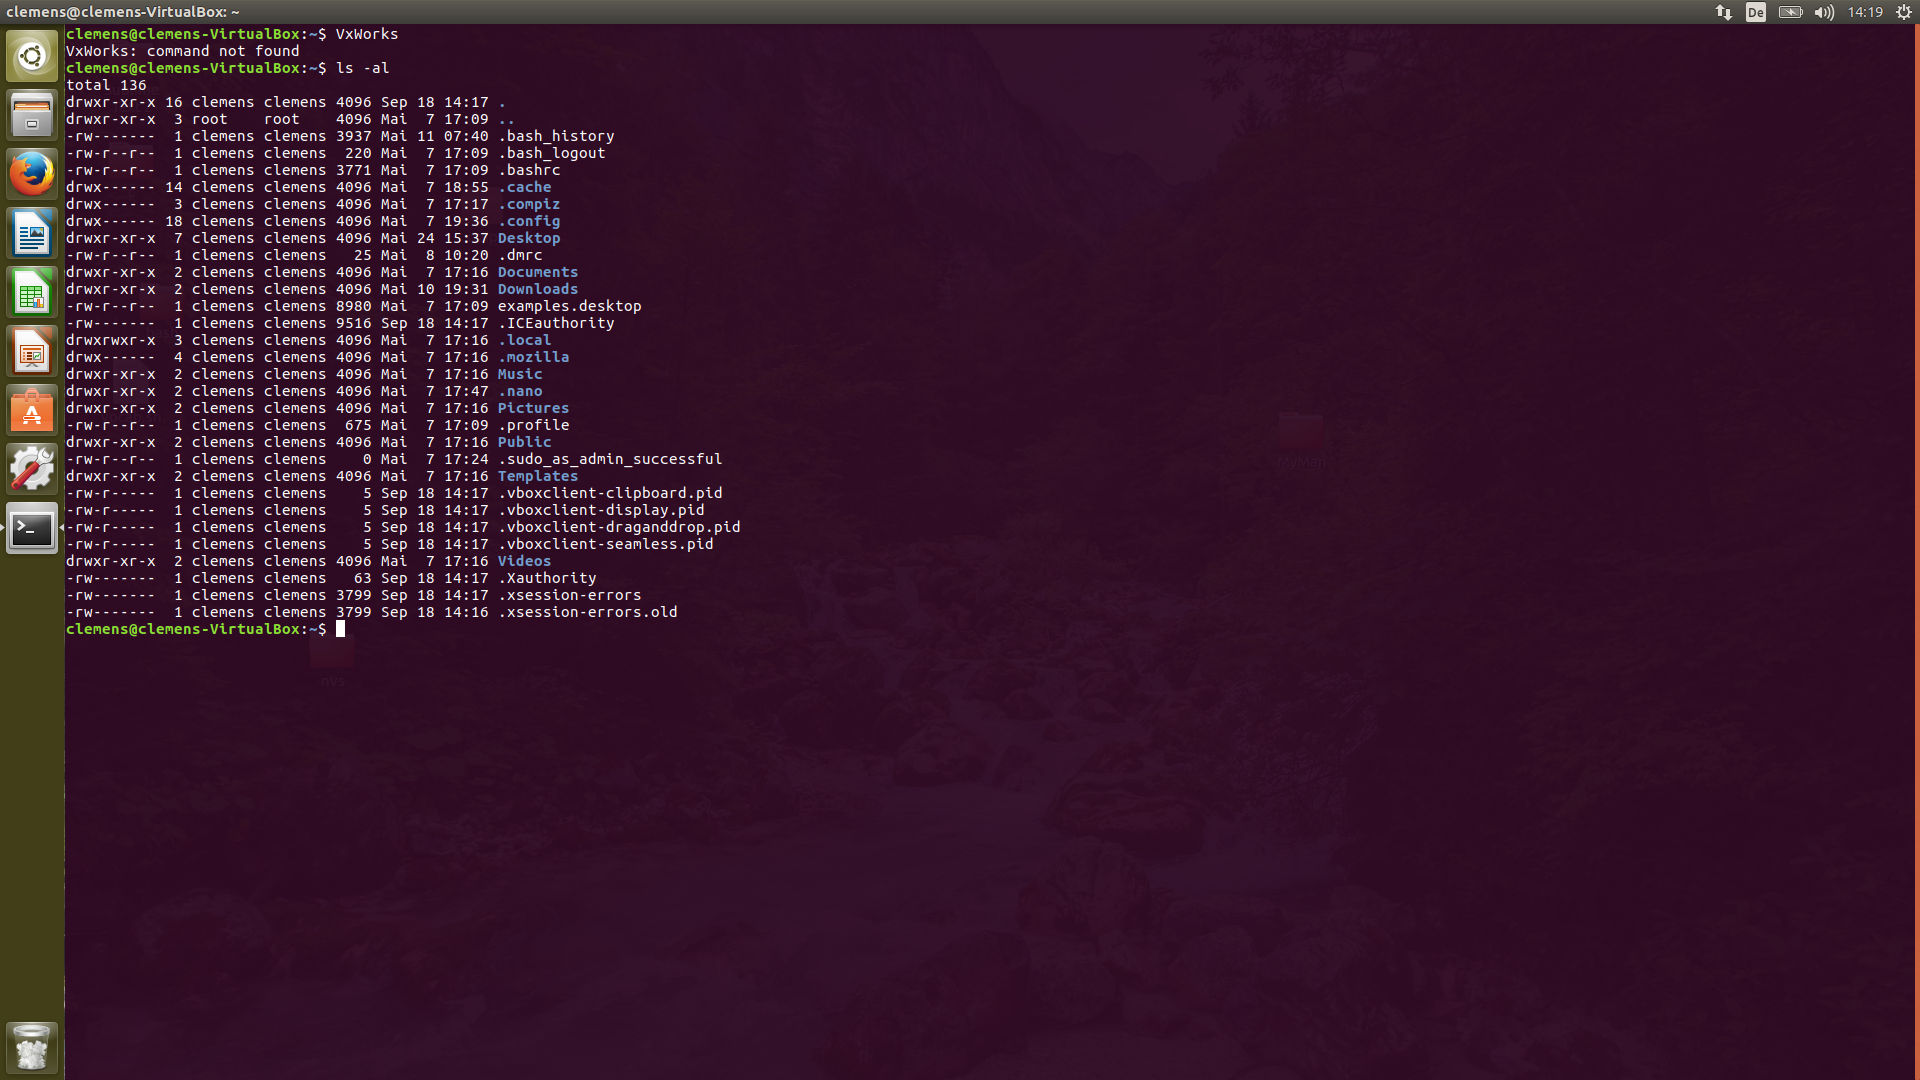 clemens@clemens-VirtualBox: ~
De
14:19
clemens@clemens-VirtualBox:~$ VxWorks
VxWorks: command not found
clemens@clemens-VirtualBox:~$ ls -al
total 136
drwxr-xr-x 16 clemens clemens 4096 Sep 18 14:17 .
drwxr-xr-x  3 root    root    4096 Mai  7 17:09 ..
-rw-------  1 clemens clemens 3937 Mai 11 07:40 .bash_history
-rw-r--r--  1 clemens clemens  220 Mai  7 17:09 .bash_logout
-rw-r--r--  1 clemens clemens 3771 Mai  7 17:09 .bashrc
drwx------ 14 clemens clemens 4096 Mai  7 18:55 .cache
drwx------  3 clemens clemens 4096 Mai  7 17:17 .compiz
drwx------ 18 clemens clemens 4096 Mai  7 19:36 .config
drwxr-xr-x  7 clemens clemens 4096 Mai 24 15:37 Desktop
-rw-r--r--  1 clemens clemens   25 Mai  8 10:20 .dmrc
drwxr-xr-x  2 clemens clemens 4096 Mai  7 17:16 Documents
drwxr-xr-x  2 clemens clemens 4096 Mai 10 19:31 Downloads
-rw-r--r--  1 clemens clemens 8980 Mai  7 17:09 examples.desktop
-rw-------  1 clemens clemens 9516 Sep 18 14:17 .ICEauthority
drwxrwxr-x  3 clemens clemens 4096 Mai  7 17:16 .local
drwx------  4 clemens clemens 4096 Mai  7 17:16 .mozilla
drwxr-xr-x  2 clemens clemens 4096 Mai  7 17:16 Music
drwxr-xr-x  2 clemens clemens 4096 Mai  7 17:47 .nano
drwxr-xr-x  2 clemens clemens 4096 Mai  7 17:16 Pictures
-rw-r--r--  1 clemens clemens  675 Mai  7 17:09 .profile
drwxr-xr-x  2 clemens clemens 4096 Mai  7 17:16 Public
-rw-r--r--  1 clemens clemens    0 Mai  7 17:24 .sudo_as_admin_successful
drwxr-xr-x  2 clemens clemens 4096 Mai  7 17:16 Templates
-rw-r-----  1 clemens clemens    5 Sep 18 14:17 .vboxclient-clipboard.pid
-rw-r-----  1 clemens clemens    5 Sep 18 14:17 .vboxclient-display.pid
-rw-r-----  1 clemens clemens    5 Sep 18 14:17 .vboxclient-draganddrop.pid
-rw-r-----  1 clemens clemens    5 Sep 18 14:17 .vboxclient-seamless.pid
drwxr-xr-x  2 clemens clemens 4096 Mai  7 17:16 Videos
-rw-------  1 clemens clemens   63 Sep 18 14:17 .Xauthority
-rw-------  1 clemens clemens 3799 Sep 18 14:17 .xsession-errors
-rw-------  1 clemens clemens 3799 Sep 18 14:16 .xsession-errors.old
clemens@clemens-VirtualBox:~$
nvs